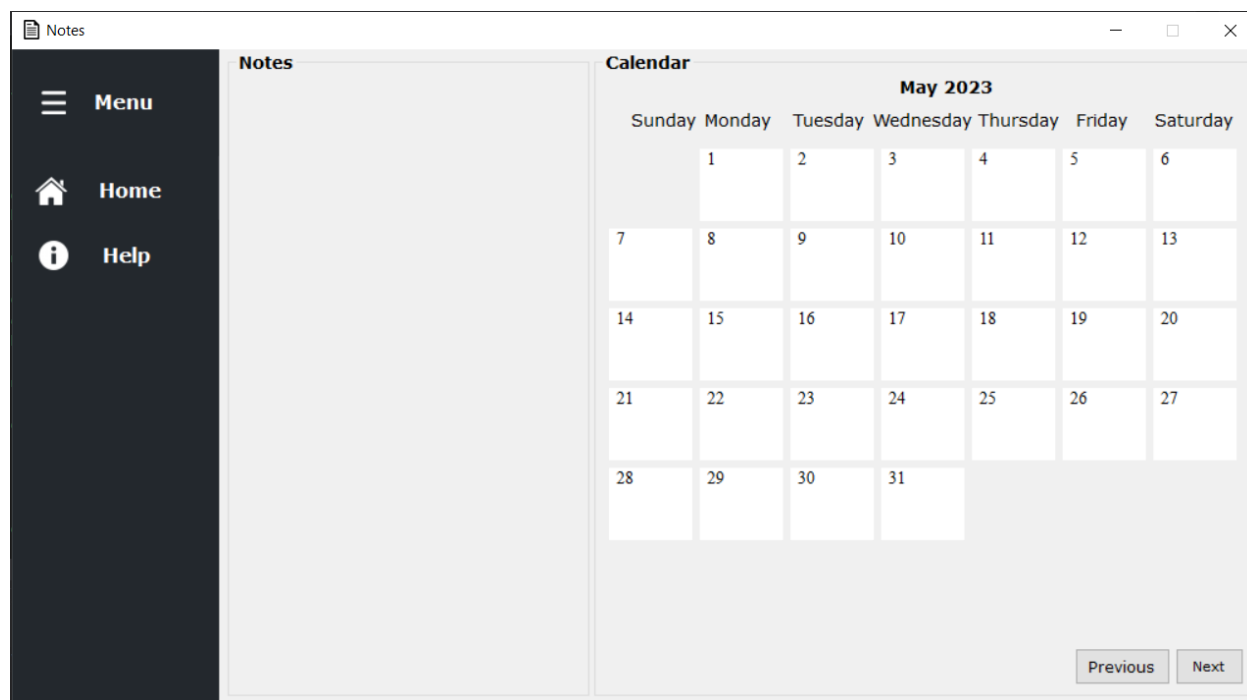 Notes
Menu
Home
Help
Notes
Calendar
May 2023
Sunday Monday Tuesday Wednesday Thursday Friday Saturday
1 2 3 4 5 6
7 8 9 10 11 12 13
14 15 16 17 18 19 20
21 22 23 24 25 26 27
28 29 30 31
Previous Next